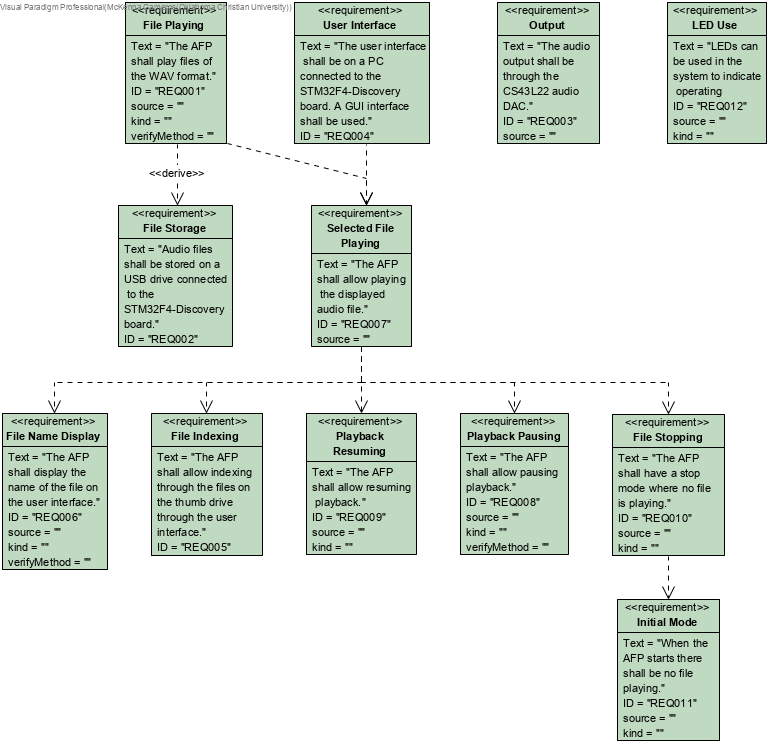 Visual Paradigm Professional(McKenna Cameron(Oklahoma Christian University))
<<requirement>>
File Playing
Text = "The AFP
shall play files of
the WAV format."
ID = "REQ001"
source = ""
kind = ""
verifyMethod = ""
<<requirement>>
User Interface
Text = "The user interface
shall be on a PC
connected to the
STM32F4-Discovery
board. A GUI interface
shall be used."
ID = "REQ004"
<<requirement>>
Output
Text = "The audio
output shall be
through the
CS43L22 audio
DAC."
ID = "REQ003"
source = ""
<<requirement>>
LED Use
Text = "LEDs can
be used in the
system to indicate
operating
ID = "REQ012"
source = ""
kind = ""
<<derive>>
<<requirement>>
File Storage
Text = "Audio files
shall be stored on a
USB drive connected
to the
STM32F4-Discovery
board."
ID = "REQ002"
<<requirement>>
Selected File
Playing
Text = "The AFP
shall allow playing
the displayed
audio file."
ID = "REQ007"
source = ""
<<requirement>>
File Name Display
Text = "The AFP
shall display the
name of the file on
the user interface."
ID = "REQ006"
source = ""
kind = ""
verifyMethod = ""
<<requirement>>
File Indexing
Text = "The AFP
shall allow indexing
through the files on
the thumb drive
through the user
interface."
ID = "REQ005"
<<requirement>>
Playback
Resuming
Text = "The AFP
shall allow resuming
playback."
ID = "REQ009"
source = ""
kind = ""
<<requirement>>
Playback Pausing
Text = "The AFP
shall allow pausing
playback."
ID = "REQ008"
source = ""
kind = ""
verifyMethod = ""
<<requirement>>
File Stopping
Text = "The AFP
shall have a stop
mode where no file
is playing."
ID = "REQ010"
source = ""
kind = ""
<<requirement>>
Initial Mode
Text = "When the
AFP starts there
shall be no file
playing."
ID = "REQ011"
source = ""
kind = ""